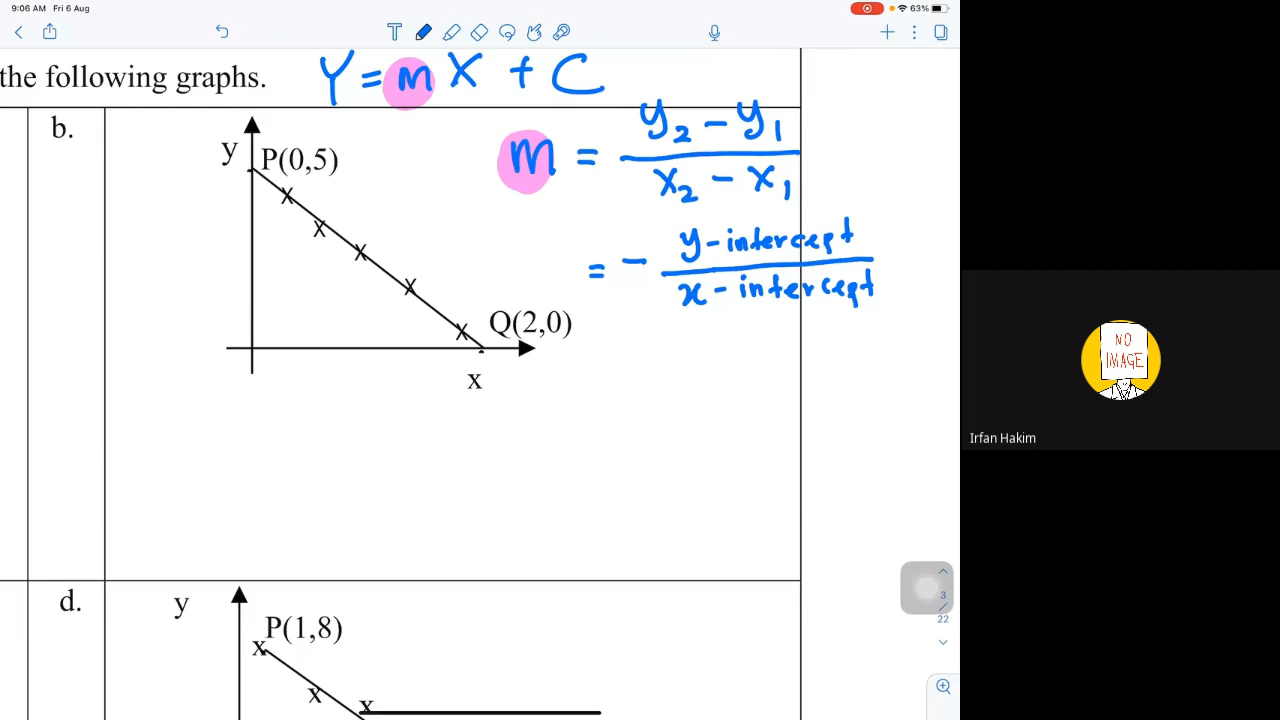 9:06 AM Fri 6 Aug
63%
the following graphs.
Y = m X + C
b.
y
P(0,5)
m = y₂ - y₁ / x₂ - x₁
= - y-intercept / x-intercept
Q(2,0)
x
NO
IMAGE
Irfan Hakim
3
/
22
d.
y
P(1,8)